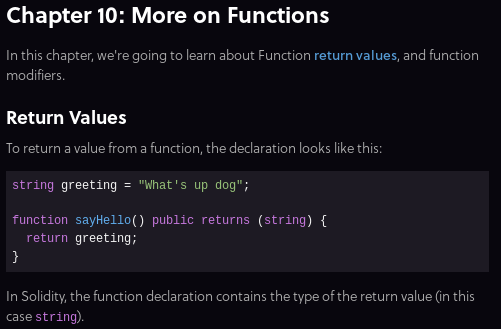 Chapter 10: More on Functions
In this chapter, we're going to learn about Function return values, and function
modifiers.
Return Values
To return a value from a function, the declaration looks like this:
string greeting = "What's up dog";
function sayHello() public returns (string) {
  return greeting;
}
In Solidity, the function declaration contains the type of the return value (in this
case string).